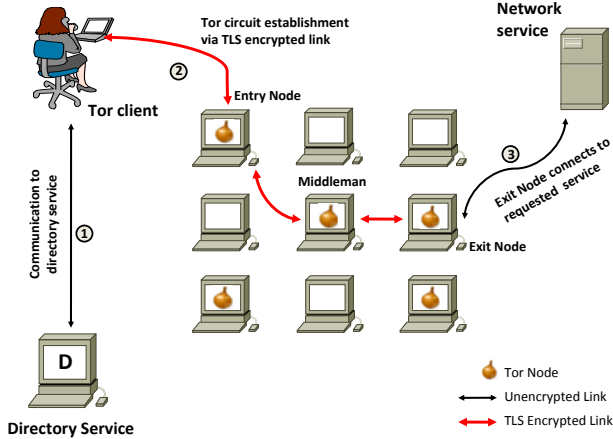 Tor circuit establishment
via TLS encrypted link
Network
service
2
Tor client
Entry Node
3
Exit Node connects to
requested service
Middleman
Communication to
directory service
1
Exit Node
D
Directory Service
Tor Node
Unencrypted Link
TLS Encrypted Link